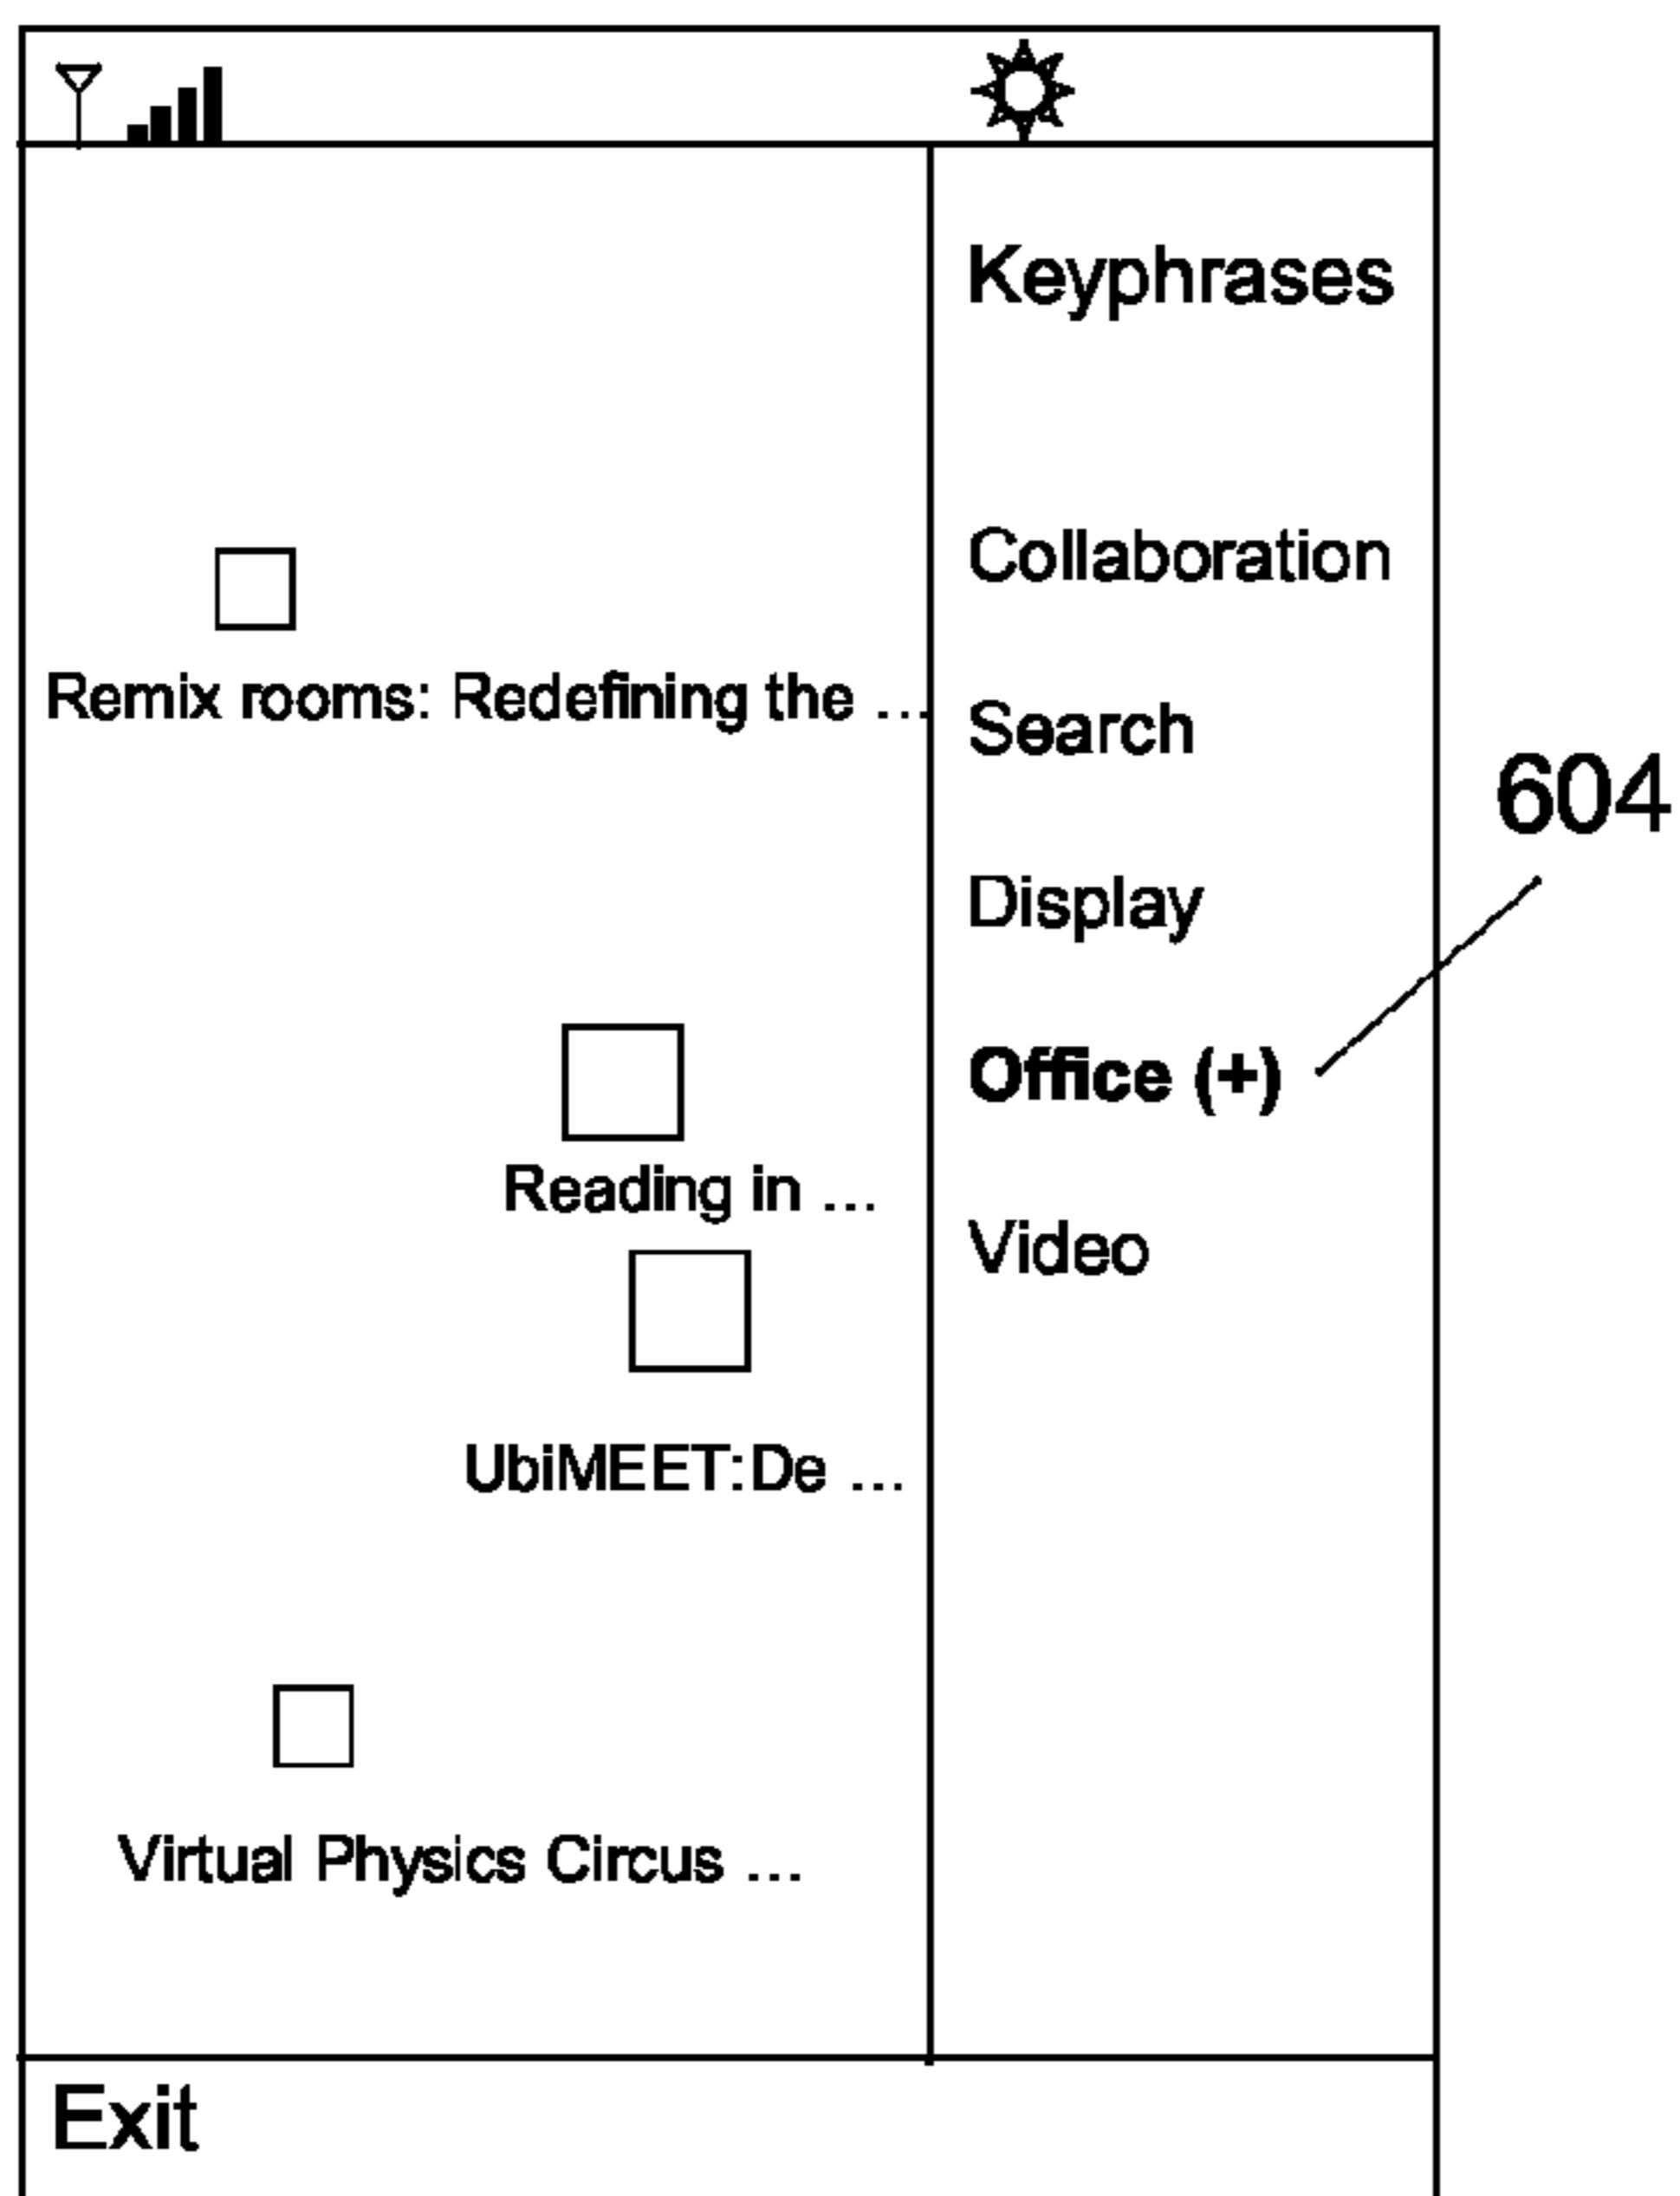 Keyphrases
Collaboration
Remix rooms: Redefining the ...
Search
604
Display
Office (+)
Reading in ...
Video
UbiMEET:De ...
Virtual Physics Circus ...
Exit